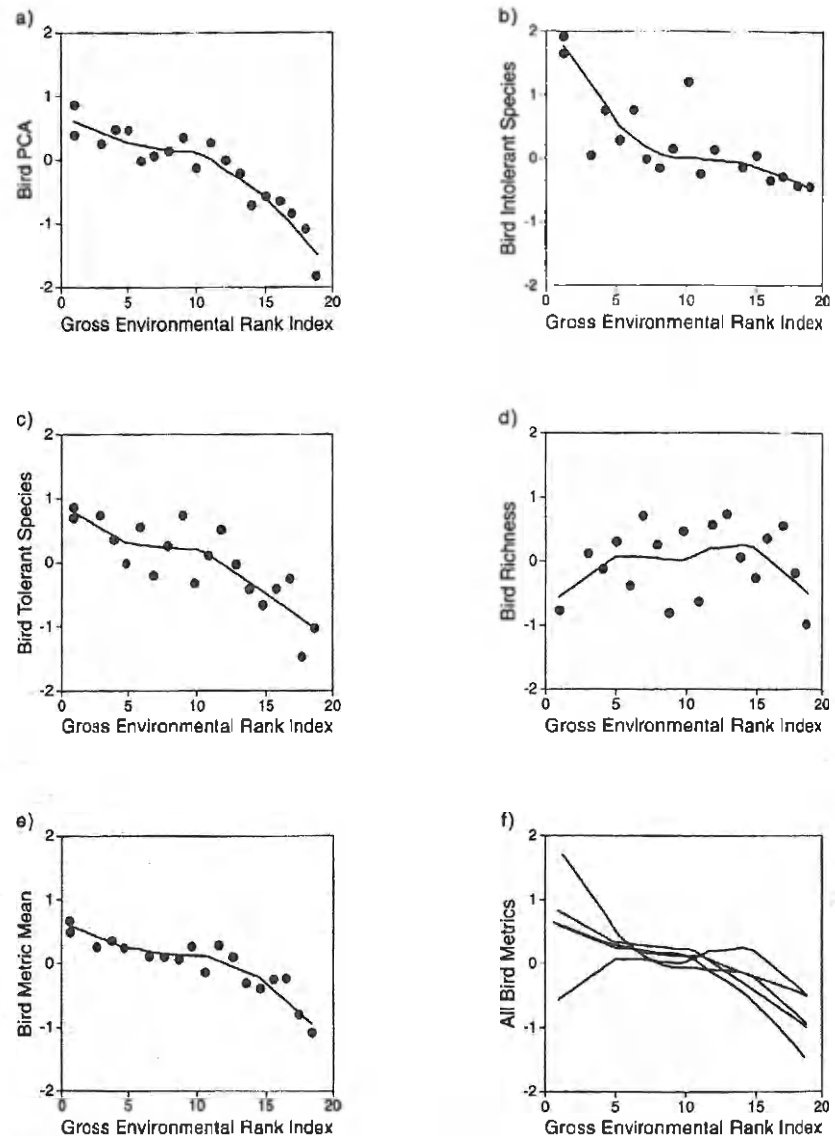 a)
2
1
0
-1
-2
0 5 10 15 20
Bird PCA
Gross Environmental Rank Index
b)
2
1
0
-1
-2
0 5 10 15 20
Bird Intolerant Species
Gross Environmental Rank Index
c)
2
1
0
-1
-2
0 5 10 15 20
Bird Tolerant Species
Gross Environmental Rank Index
d)
2
1
0
-1
-2
0 5 10 15 20
Bird Richness
Gross Environmental Rank Index
e)
2
1
0
-1
-2
0 5 10 15 20
Bird Metric Mean
Gross Environmental Rank Index
f)
2
1
0
-1
-2
0 5 10 15 20
All Bird Metrics
Gross Environmental Rank Index